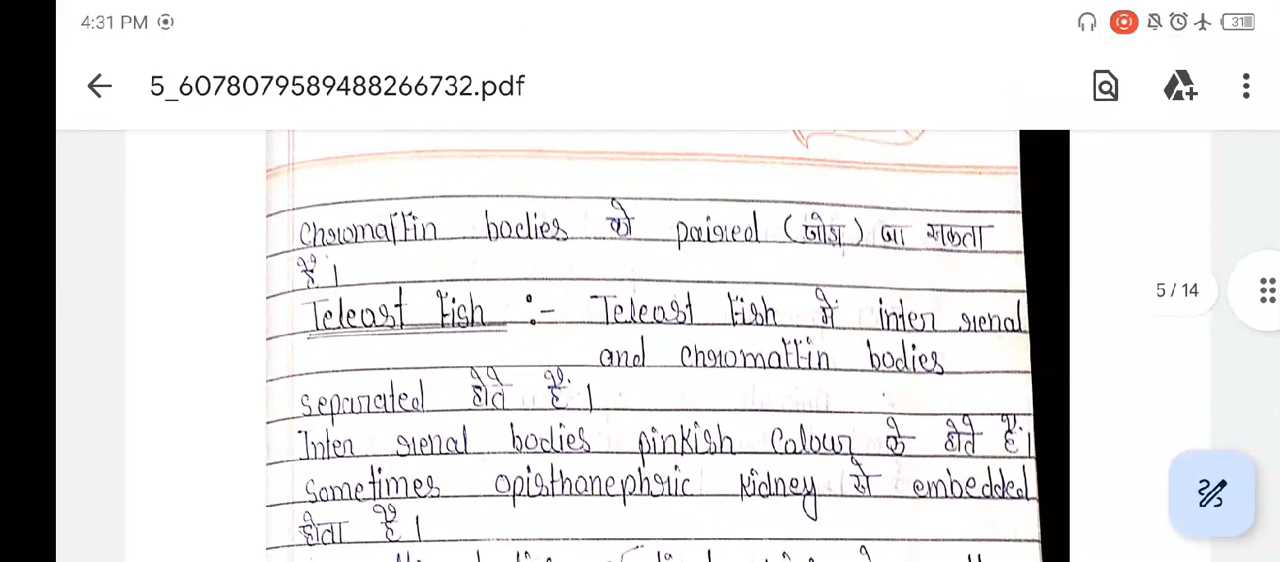 4:31 PM
31
5_6078079589488266732.pdf
chromaffin bodies को paired (जोड़ा) जा सकता
है।
5 / 14
Teleost fish :- Teleost fish में inter renal
and chromaffin bodies
separated होते हैं।
Inter renal bodies pinkish colour के होते हैं।
Sometimes opisthonephric kidney से embedded
होता है।